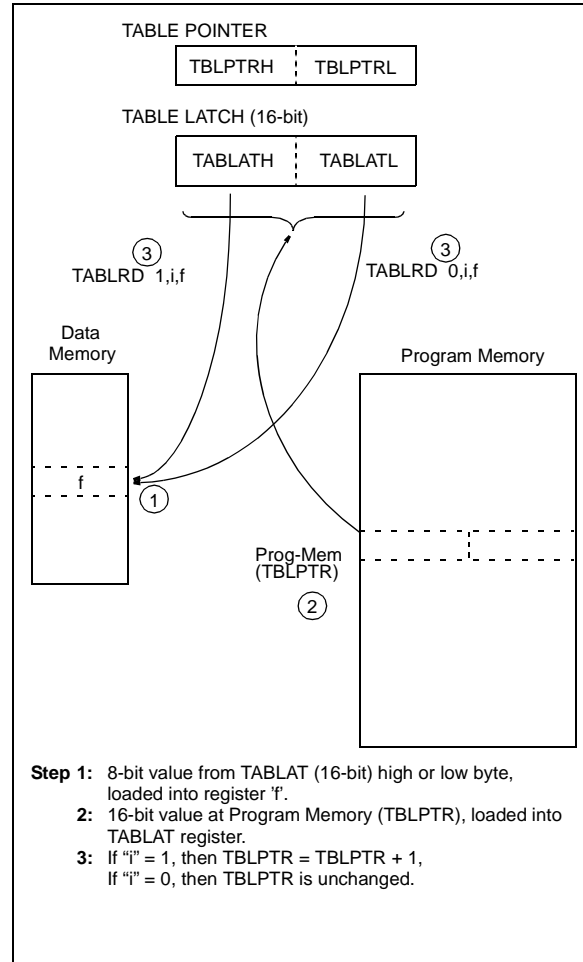 TABLE POINTER
TBLPTRH TBLPTRL
TABLE LATCH (16-bit)
TABLATH TABLATL
3 3
TABLRD 1,i,f TABLRD 0,i,f
Data
Memory
Program Memory
f
1
Prog-Mem
(TBLPTR)
2
Step 1: 8-bit value from TABLAT (16-bit) high or low byte,
loaded into register 'f'.
2: 16-bit value at Program Memory (TBLPTR), loaded into
TABLAT register.
3: If “i” = 1, then TBLPTR = TBLPTR + 1,
If “i” = 0, then TBLPTR is unchanged.